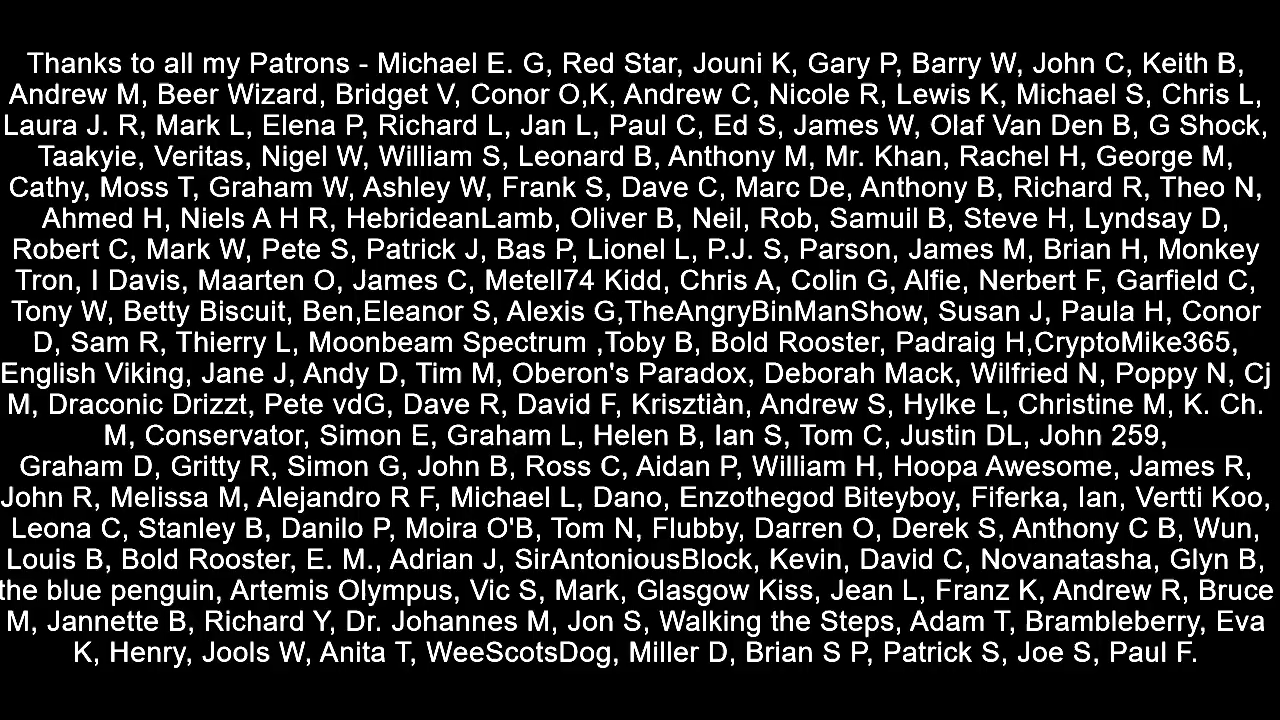 Thanks to all my Patrons - Michael E. G, Red Star, Jouni K, Gary P, Barry W, John C, Keith B,
Andrew M, Beer Wizard, Bridget V, Conor O,K, Andrew C, Nicole R, Lewis K, Michael S, Chris L,
Laura J. R, Mark L, Elena P, Richard L, Jan L, Paul C, Ed S, James W, Olaf Van Den B, G Shock,
Taakyie, Veritas, Nigel W, William S, Leonard B, Anthony M, Mr. Khan, Rachel H, George M,
Cathy, Moss T, Graham W, Ashley W, Frank S, Dave C, Marc De, Anthony B, Richard R, Theo N,
Ahmed H, Niels A H R, HebrideanLamb, Oliver B, Neil, Rob, Samuil B, Steve H, Lyndsay D,
Robert C, Mark W, Pete S, Patrick J, Bas P, Lionel L, P.J. S, Parson, James M, Brian H, Monkey
Tron, I Davis, Maarten O, James C, Metell74 Kidd, Chris A, Colin G, Alfie, Nerbert F, Garfield C,
Tony W, Betty Biscuit, Ben,Eleanor S, Alexis G,TheAngryBinManShow, Susan J, Paula H, Conor
D, Sam R, Thierry L, Moonbeam Spectrum ,Toby B, Bold Rooster, Padraig H,CryptoMike365,
English Viking, Jane J, Andy D, Tim M, Oberon's Paradox, Deborah Mack, Wilfried N, Poppy N, Cj
M, Draconic Drizzt, Pete vdG, Dave R, David F, Krisztiàn, Andrew S, Hylke L, Christine M, K. Ch.
M, Conservator, Simon E, Graham L, Helen B, Ian S, Tom C, Justin DL, John 259,
Graham D, Gritty R, Simon G, John B, Ross C, Aidan P, William H, Hoopa Awesome, James R,
John R, Melissa M, Alejandro R F, Michael L, Dano, Enzothegod Biteyboy, Fiferka, Ian, Vertti Koo,
Leona C, Stanley B, Danilo P, Moira O'B, Tom N, Flubby, Darren O, Derek S, Anthony C B, Wun,
Louis B, Bold Rooster, E. M., Adrian J, SirAntoniousBlock, Kevin, David C, Novanatasha, Glyn B,
the blue penguin, Artemis Olympus, Vic S, Mark, Glasgow Kiss, Jean L, Franz K, Andrew R, Bruce
M, Jannette B, Richard Y, Dr. Johannes M, Jon S, Walking the Steps, Adam T, Brambleberry, Eva
K, Henry, Jools W, Anita T, WeeScotsDog, Miller D, Brian S P, Patrick S, Joe S, Paul F.